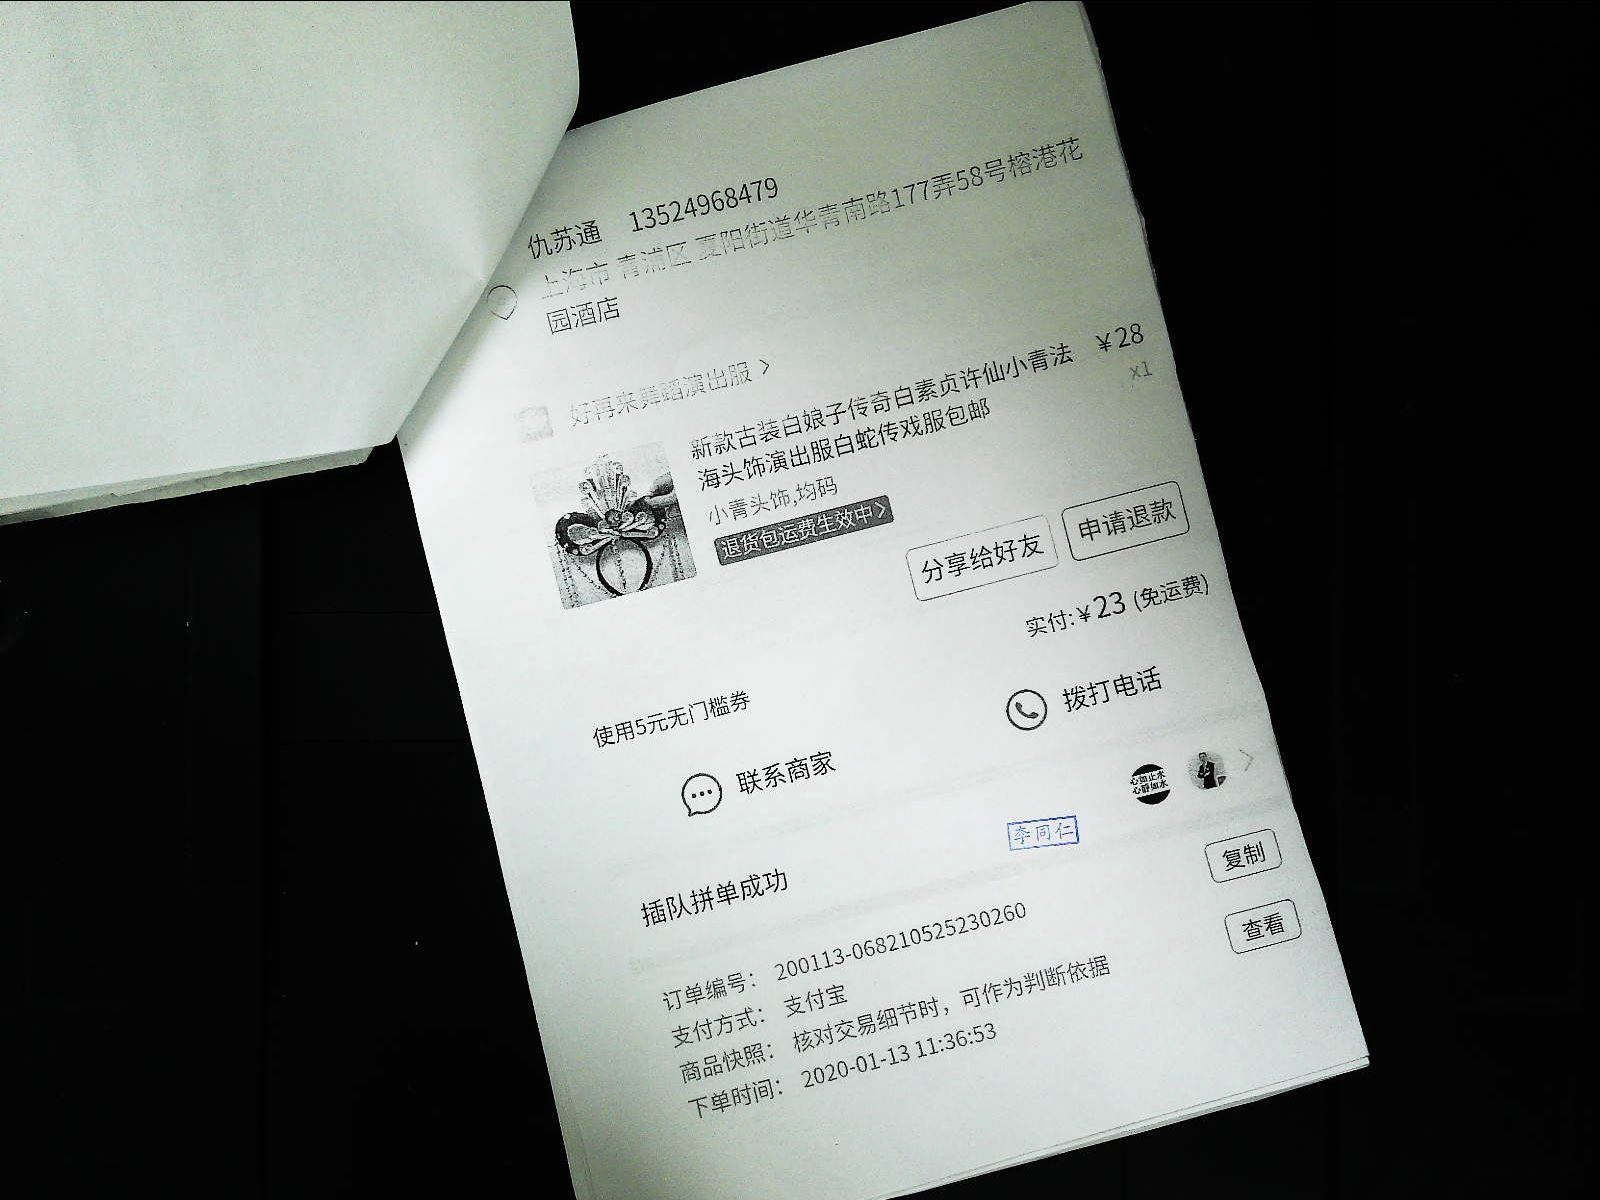 仇苏通 13524968479
上海市 青浦区 夏阳街道华青南路177弄58号榕港花
园酒店
好再来舞蹈演出服 >
新款古装白娘子传奇白素贞许仙小青法 ¥28
海头饰演出服白蛇传戏服包邮 x1
小青头饰,均码
退货包运费生效中>
分享给好友 申请退款
实付:¥23 (免运费)
使用5元无门槛券
联系商家 拨打电话
心如止水
心静如水
李同仁
插队拼单成功
订单编号: 200113-068210525230260 复制
支付方式: 支付宝
商品快照: 核对交易细节时，可作为判断依据 查看
下单时间: 2020-01-13 11:36:53